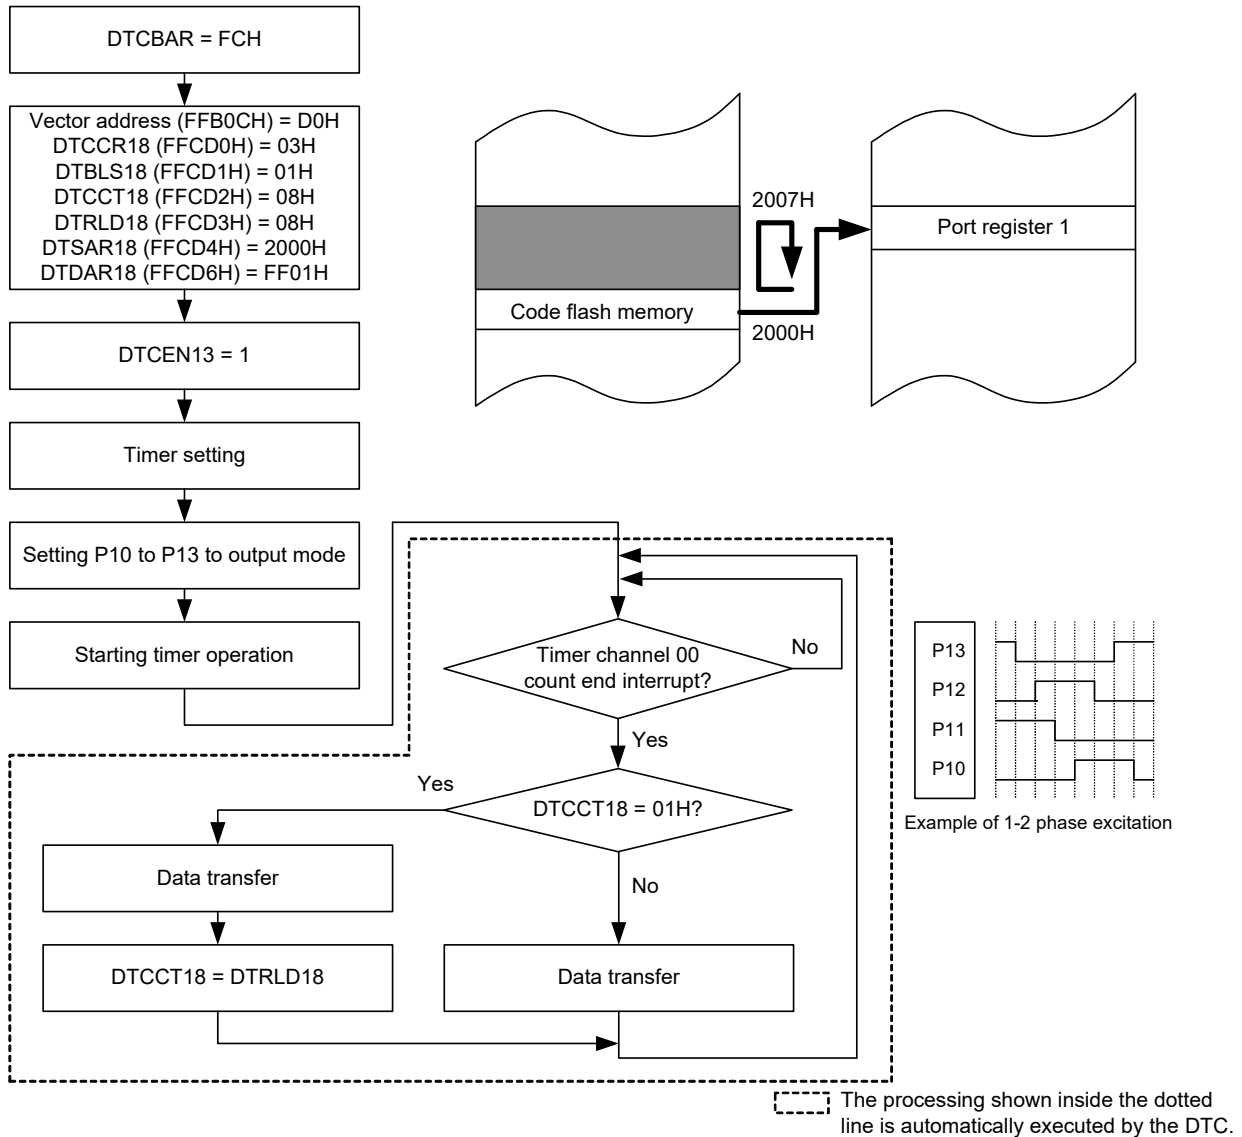 DTCBAR = FCH
Vector address (FFB0CH) = D0H
DTCCR18 (FFCD0H) = 03H
DTBLS18 (FFCD1H) = 01H
DTCCT18 (FFCD2H) = 08H
DTRLD18 (FFCD3H) = 08H
DTSAR18 (FFCD4H) = 2000H
DTDAR18 (FFCD6H) = FF01H
DTCEN13 = 1
Timer setting
Setting P10 to P13 to output mode
Starting timer operation
2007H
Port register 1
Code flash memory
2000H
Timer channel 00
count end interrupt?
No
Yes
DTCCT18 = 01H?
Yes
No
Data transfer
DTCCT18 = DTRLD18
Data transfer
P13
P12
P11
P10
Example of 1-2 phase excitation
The processing shown inside the dotted
line is automatically executed by the DTC.